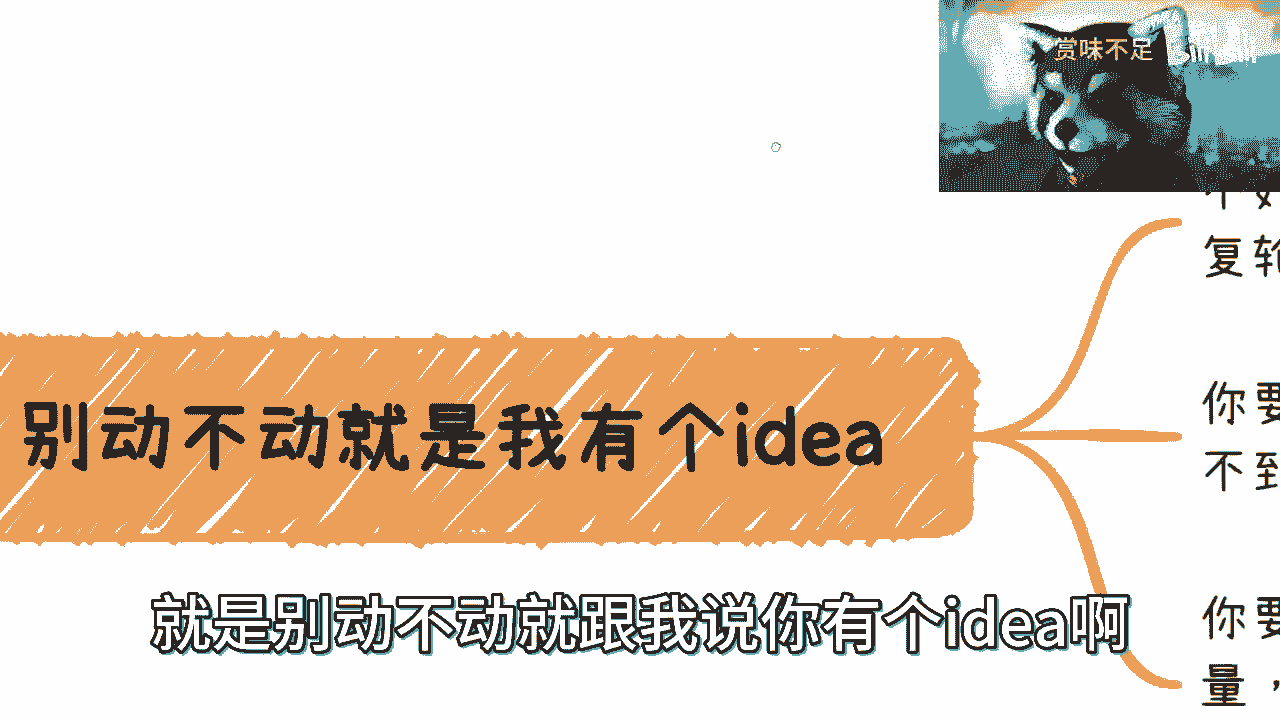 赏味不足
复轮
别动不动就是我有个idea
你要
不到
你要
量，
就是别动不动就跟我说你有个idea啊